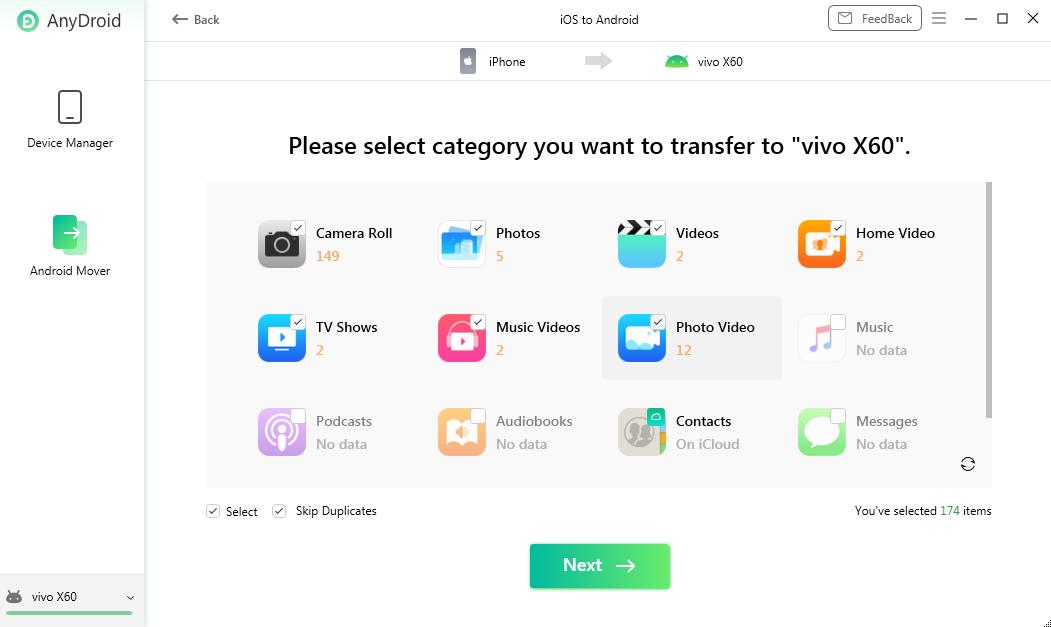 AnyDroid
Back
iOS to Android
FeedBack
iPhone
vivo X60
Device Manager
Android Mover
Please select category you want to transfer to "vivo X60".
Camera Roll
149
Photos
5
Videos
2
Home Video
2
TV Shows
2
Music Videos
2
Photo Video
12
Music
No data
Podcasts
No data
Audiobooks
No data
Contacts
On iCloud
Messages
No data
Select
Skip Duplicates
You've selected 174 items
Next
vivo X60